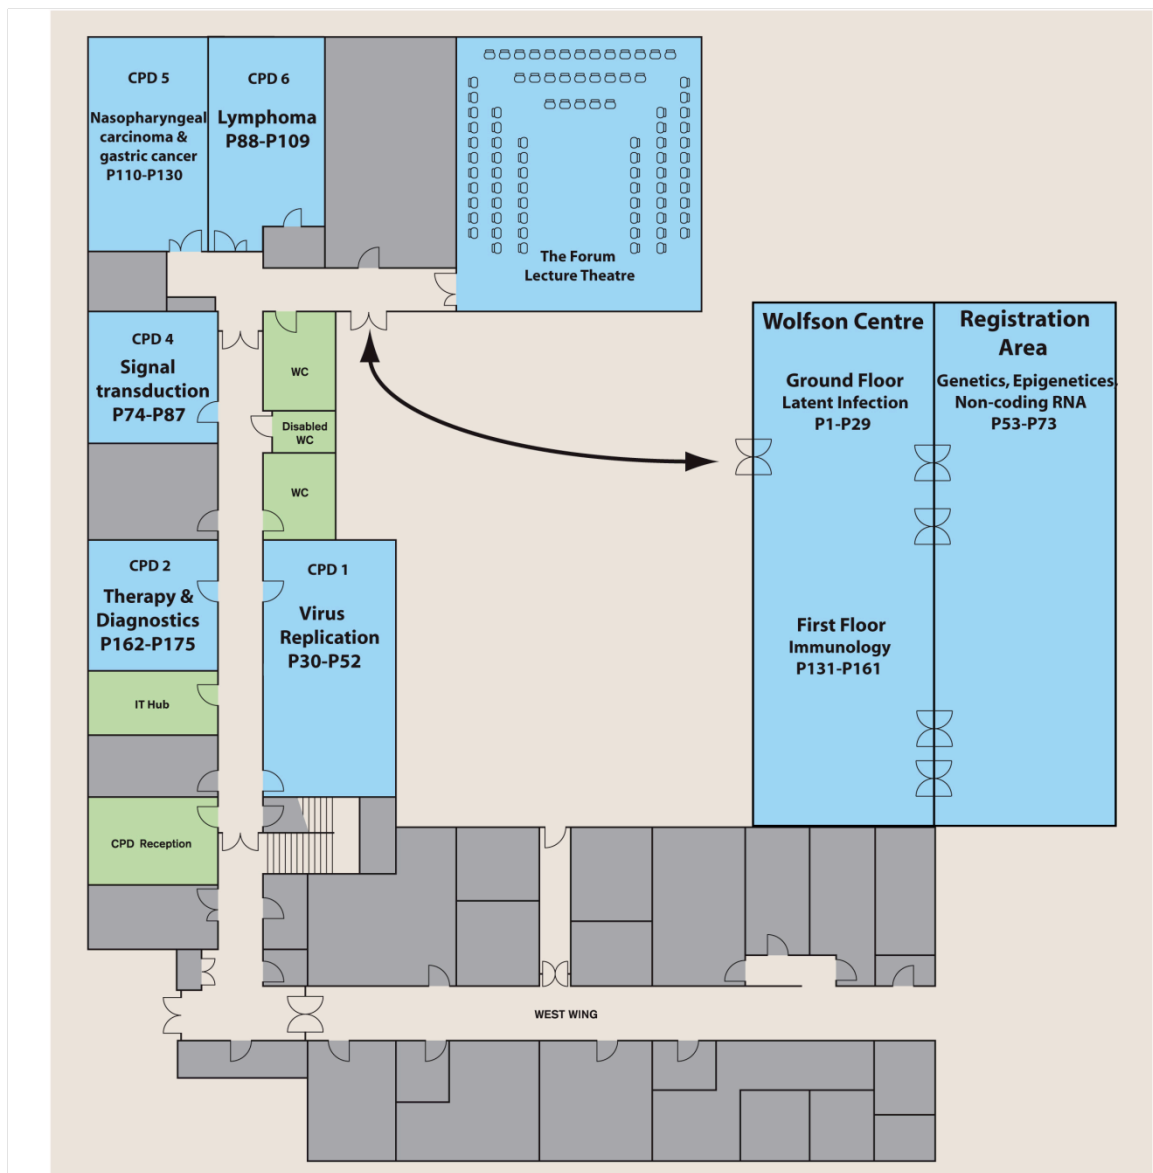 CPD 5
Nasopharyngeal
carcinoma &
gastric cancer
P110-P130
CPD 6
Lymphoma
P88-P109
The Forum
Lecture Theatre
CPD 4
Signal
transduction
P74-P87
WC
Disabled
WC
WC
Wolfson Centre
Ground Floor
Latent Infection
P1-P29
First Floor
Immunology
P131-P161
Registration
Area
Genetics, Epigenetices,
Non-coding RNA
P53-P73
CPD 2
Therapy &
Diagnostics
P162-P175
CPD 1
Virus
Replication
P30-P52
IT Hub
CPD Reception
WEST WING